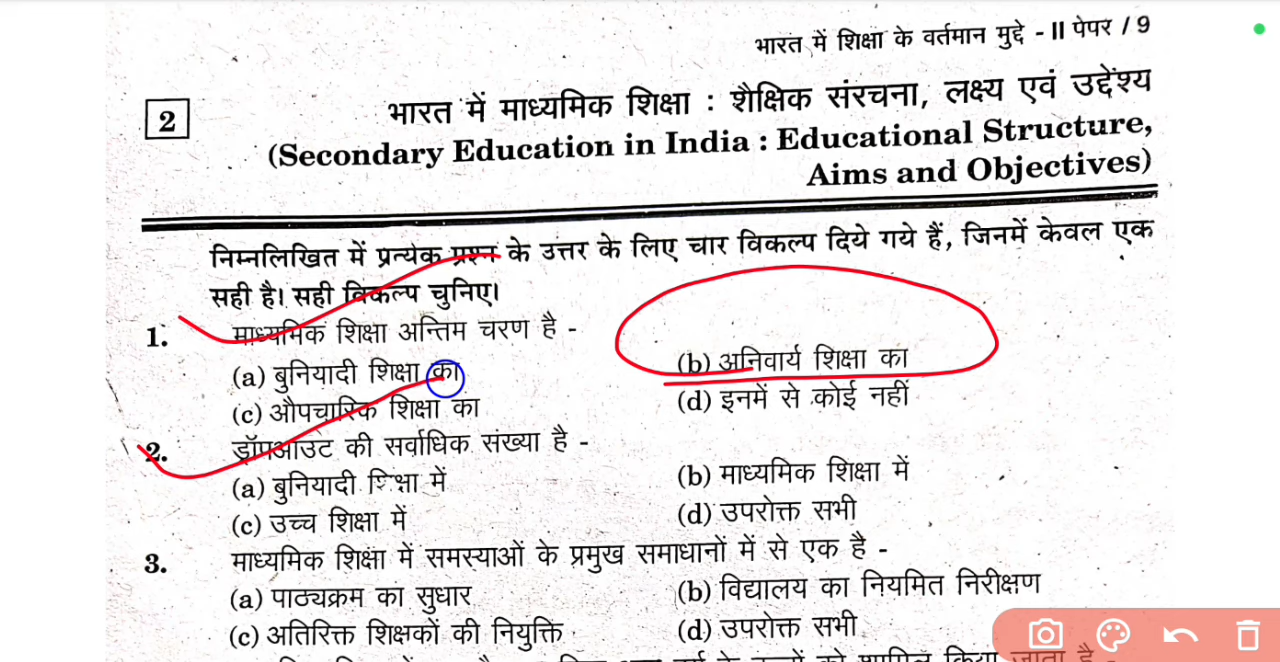 भारत में शिक्षा के वर्तमान मुद्दे - II पेपर / 9
2
भारत में माध्यमिक शिक्षा : शैक्षिक संरचना, लक्ष्य एवं उद्देश्य
(Secondary Education in India : Educational Structure,
Aims and Objectives)
निम्नलिखित में प्रत्येक प्रश्न के उत्तर के लिए चार विकल्प दिये गये हैं, जिनमें केवल एक
सही है। सही विकल्प चुनिए।
1. माध्यमिक शिक्षा अन्तिम चरण है -
(a) बुनियादी शिक्षा का (b) अनिवार्य शिक्षा का
(c) औपचारिक शिक्षा का (d) इनमें से कोई नहीं
2. ड्रॉपआउट की सर्वाधिक संख्या है -
(a) बुनियादी शिक्षा में (b) माध्यमिक शिक्षा में
(c) उच्च शिक्षा में (d) उपरोक्त सभी
3. माध्यमिक शिक्षा में समस्याओं के प्रमुख समाधानों में से एक है -
(a) पाठ्यक्रम का सुधार (b) विद्यालय का नियमित निरीक्षण
(c) अतिरिक्त शिक्षकों की नियुक्ति (d) उपरोक्त सभी
को शामिल किया जाता है